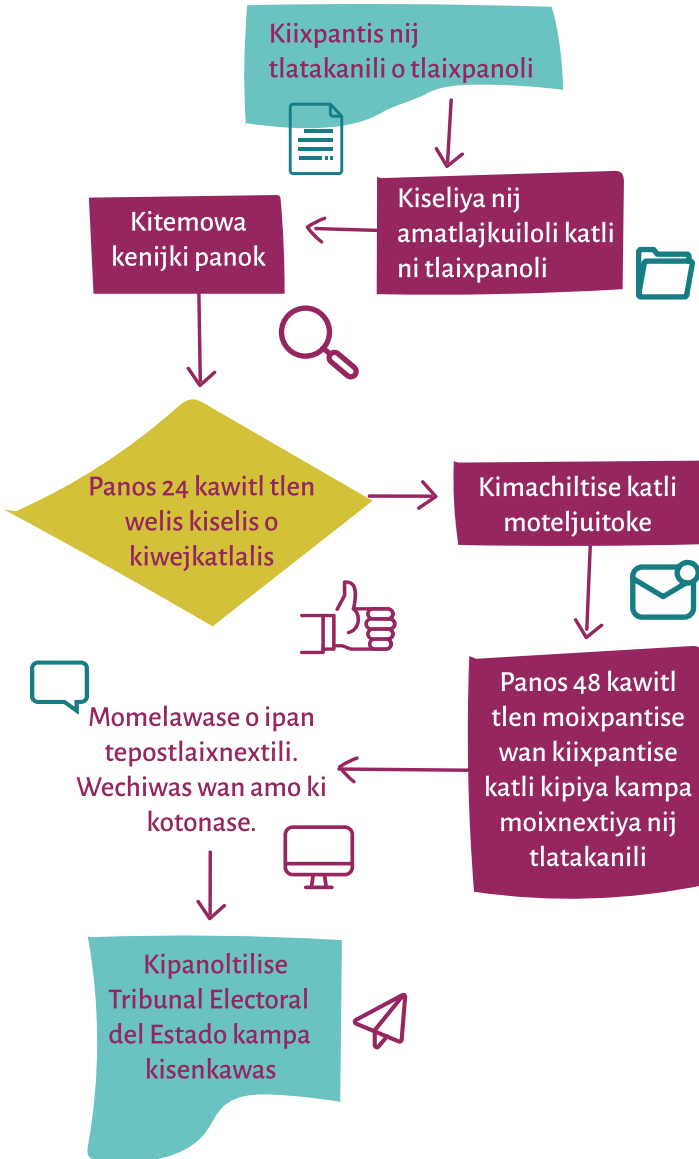 Kiixpantis nij
tlatakanili o tlaixpanoli
Kiseliya nij
amatlajkuiloli katli
ni tlaixpanoli
Kitemowa
kenijki panok
Panos 24 kawitl tlen
welis kiselis o
kiwejkatlalis
Kimachiltise katli
moteljuitoke
Panos 48 kawitl
tlen moixpantise
wan kiixpantise
katli kipiya kampa
moixnextiya nij
tlatakanili
Momelawase o ipan
tepostlaixnextili.
Wechiwas wan amo ki
kotonase.
Kipanoltilise
Tribunal Electoral
del Estado kampa
kisenkawas